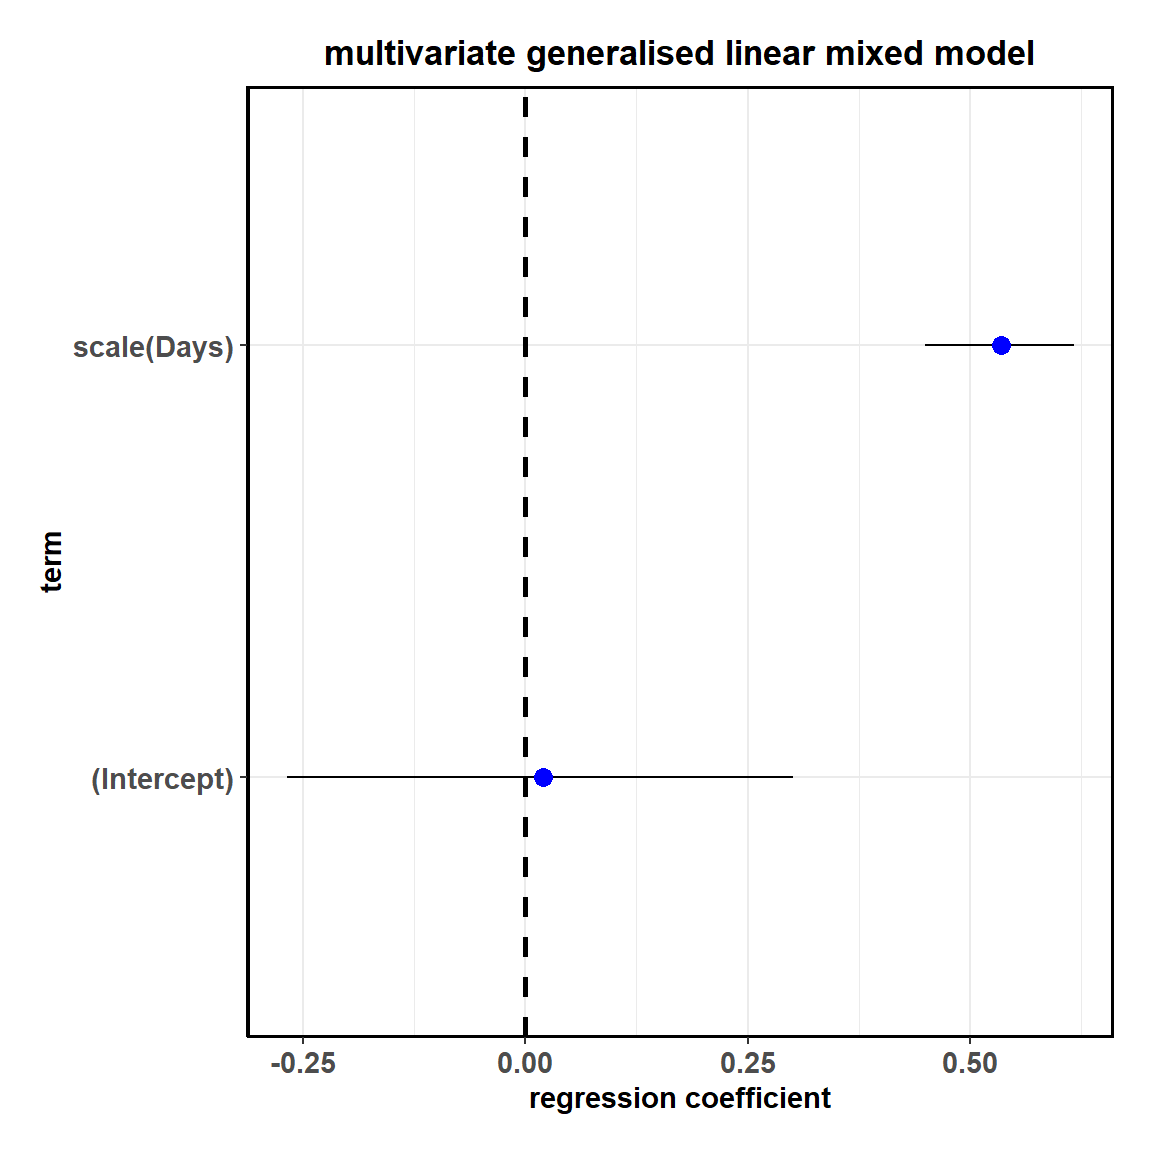 multivariate generalised linear mixed model
scale(Days)
term
(Intercept)
-0.25 0.00 0.25 0.50
regression coefficient